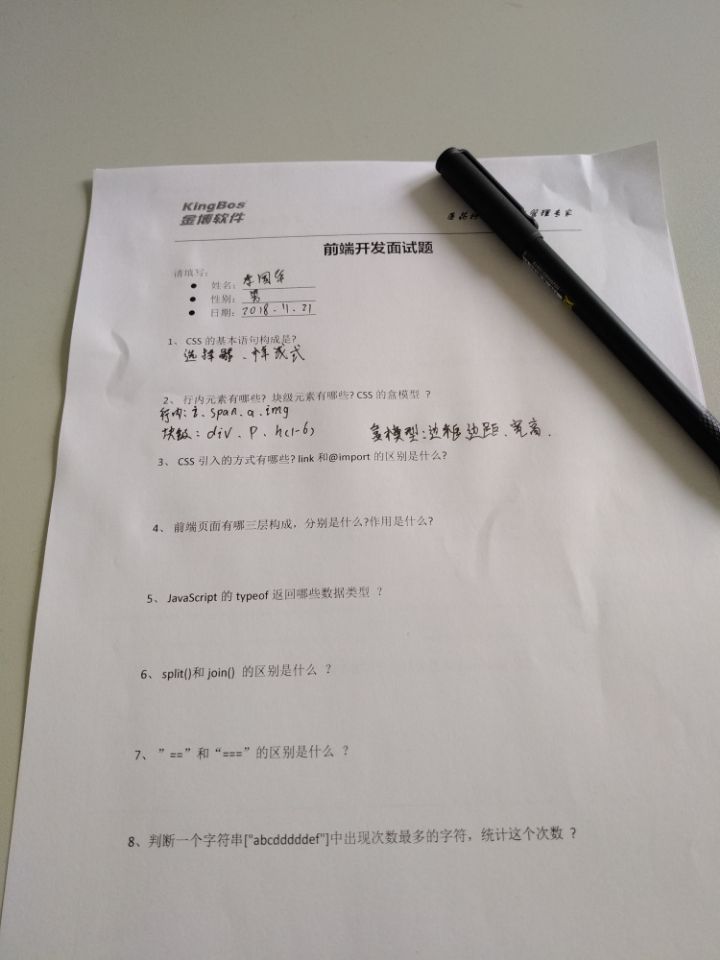 KingBos
金博软件
管理专家
前端开发面试题
请填写：
● 姓名：李国华
● 性别：男
● 日期：2018.11.21
1、 CSS 的基本语句构成是?
选择器、样式
2、 行内元素有哪些? 块级元素有哪些? CSS 的盒模型 ？
行内: i、span、a、img
块级: div、P、h(1-6) 盒模型:边框 边距、宽高.
3、 CSS 引入的方式有哪些? link 和@import 的区别是什么?
4、 前端页面有哪三层构成，分别是什么?作用是什么?
5、 JavaScript 的 typeof 返回哪些数据类型 ？
6、 split()和 join() 的区别是什么 ？
7、 ”==”和“===”的区别是什么 ？
8、判断一个字符串["abcdddddef"]中出现次数最多的字符，统计这个次数 ？